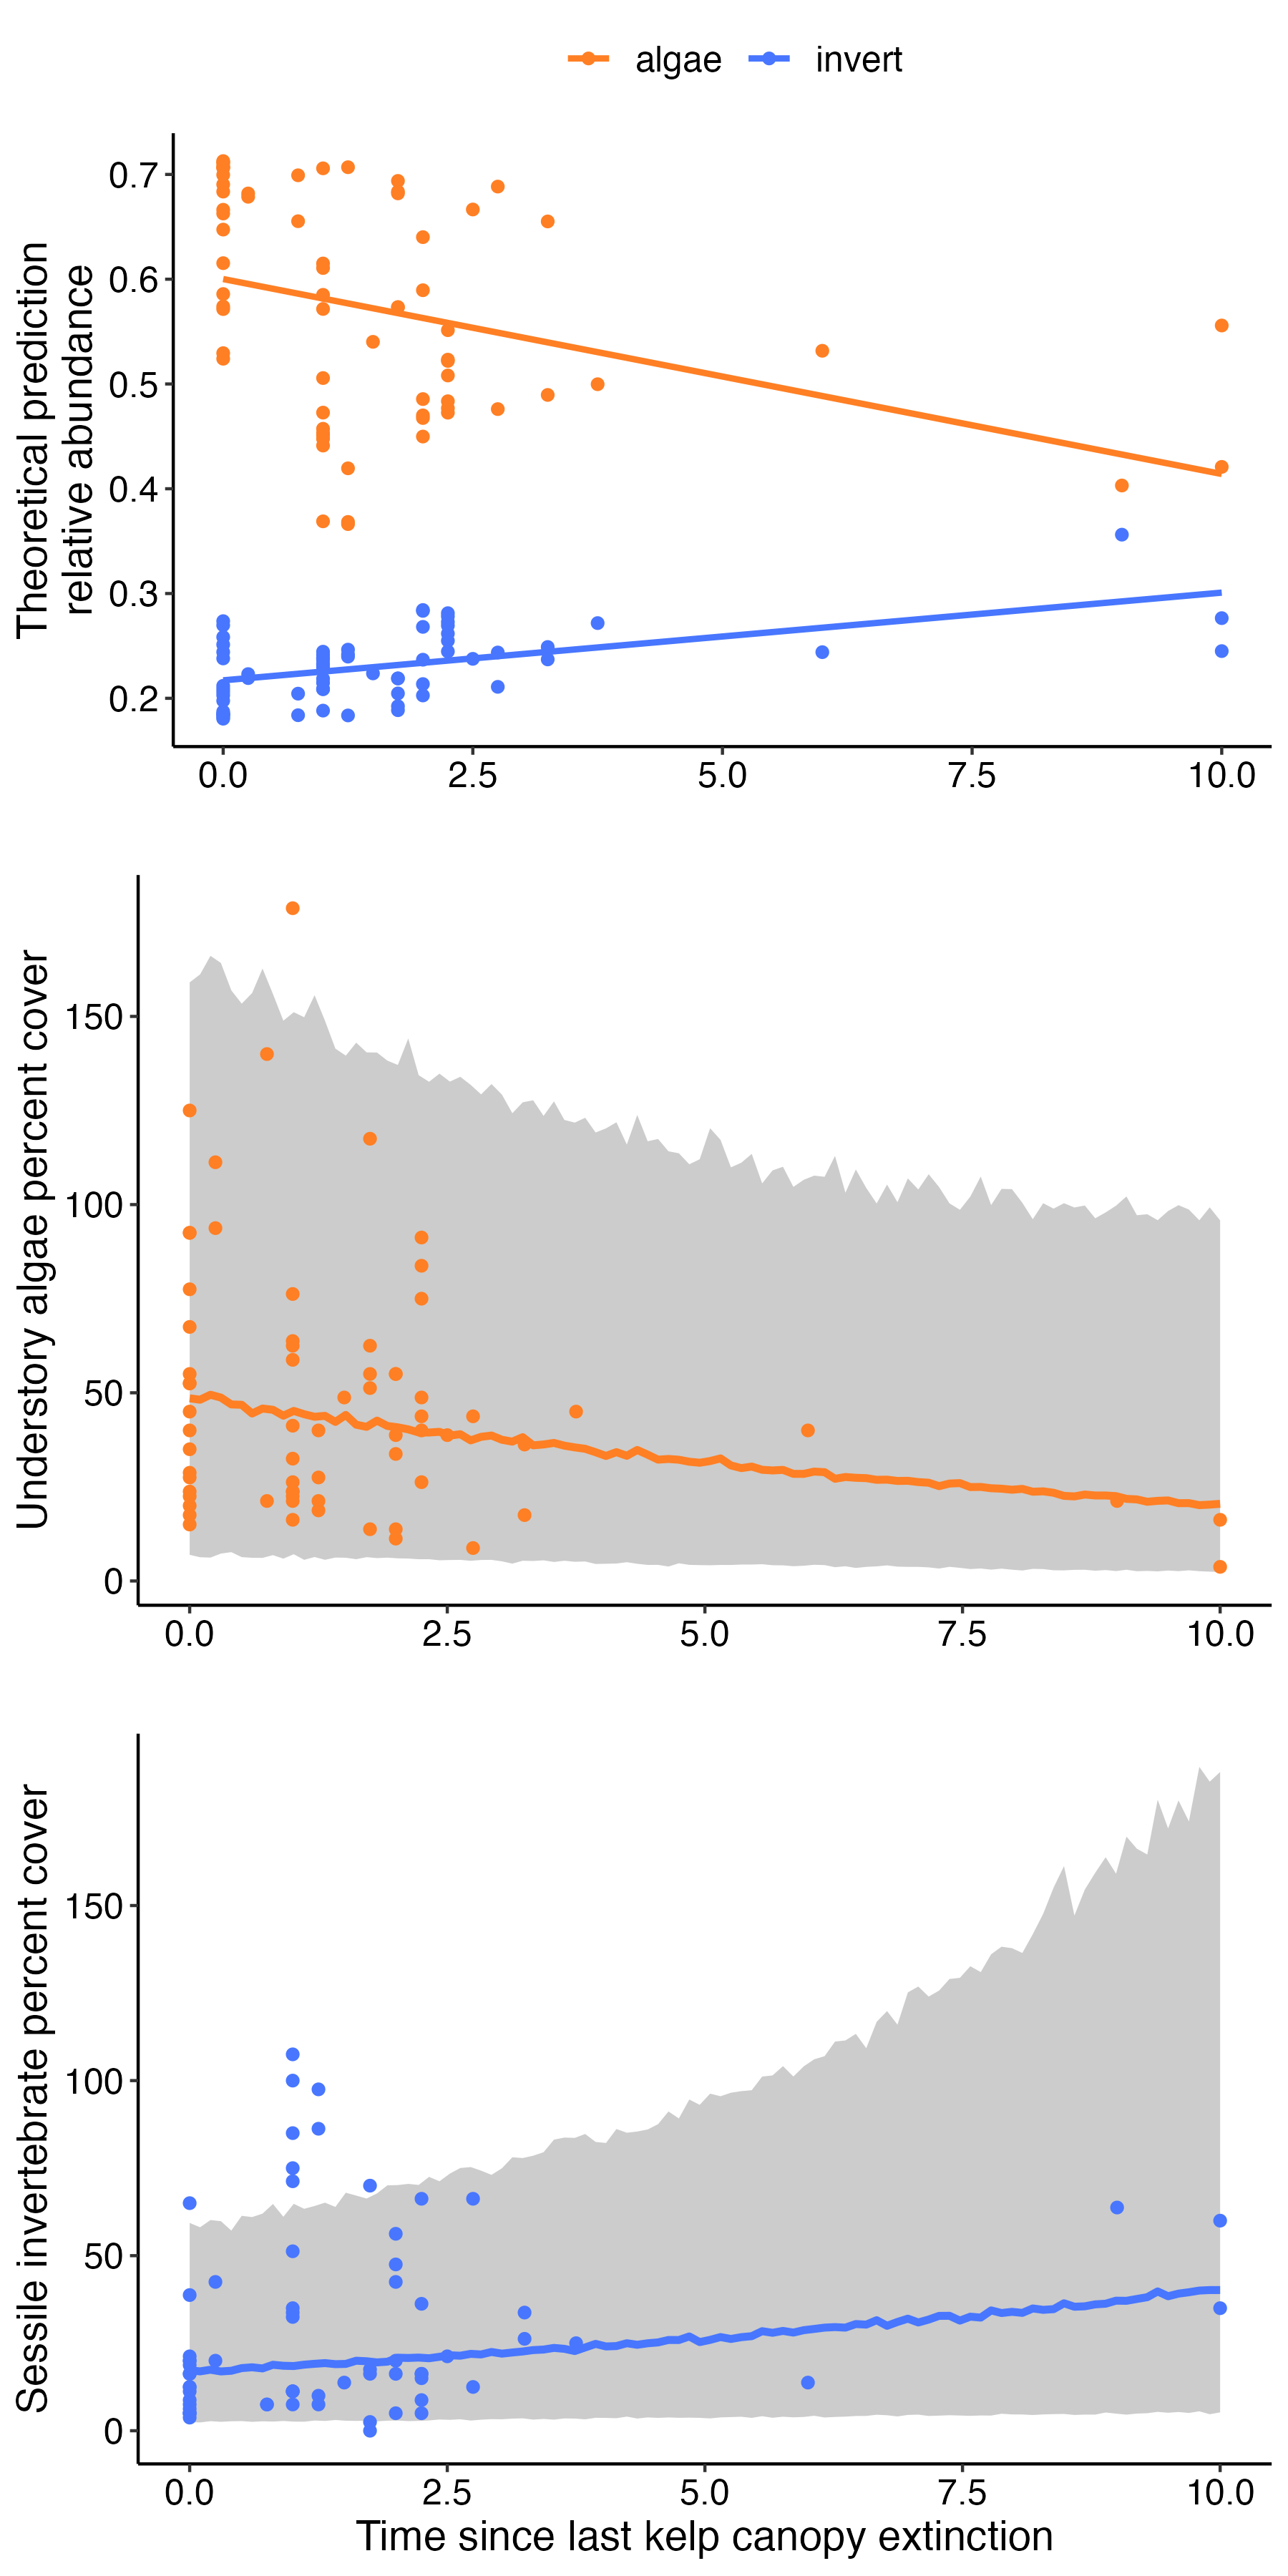 algae invert
Theoretical prediction
relative abundance
0.7
0.6
0.5
0.4
0.3
0.2
0.0 2.5 5.0 7.5 10.0
Understory algae percent cover
150
100
50
0
0.0 2.5 5.0 7.5 10.0
Sessile invertebrate percent cover
150
100
50
0
0.0 2.5 5.0 7.5 10.0
Time since last kelp canopy extinction